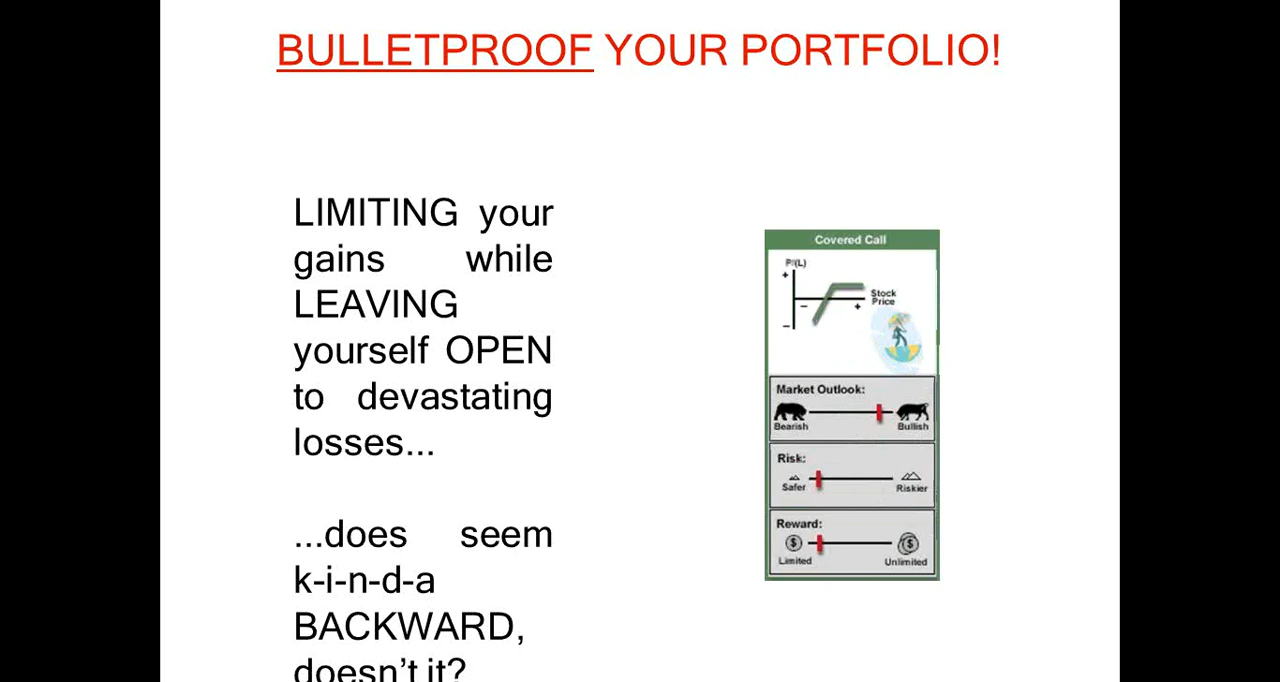 BULLETPROOF YOUR PORTFOLIO!
LIMITING your
gains while
LEAVING
yourself OPEN
to devastating
losses...
...does seem
k-i-n-d-a
BACKWARD,
doesn't it?
Covered Call
P/(L)
+
Stock
Price
– +
–
Market Outlook:
Bearish Bullish
Risk:
Safer Riskier
Reward:
$ $
Limited Unlimited